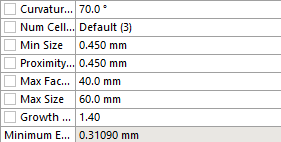 Curvatur... 70.0 °
Num Cell... Default (3)
Min Size 0.450 mm
Proximity... 0.450 mm
Max Fac... 40.0 mm
Max Size 60.0 mm
Growth ... 1.40
Minimum E... 0.31090 mm